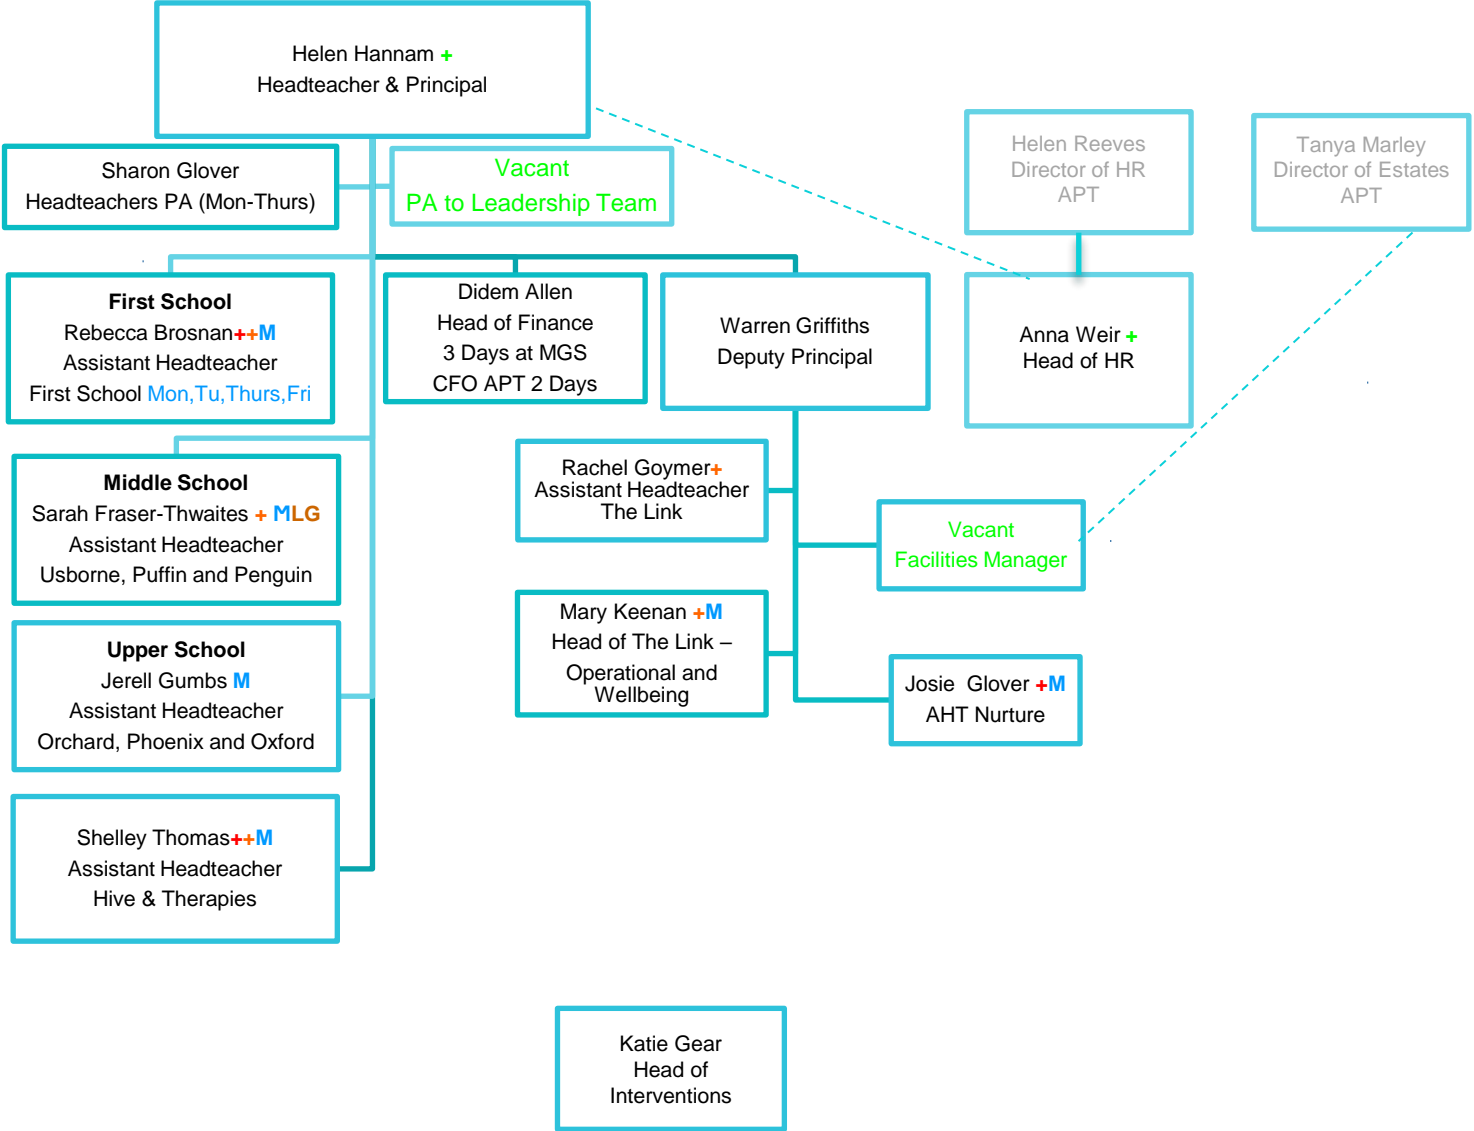 Helen Hannam +
Headteacher & Principal
Sharon Glover
Headteachers PA (Mon-Thurs)
Vacant
PA to Leadership Team
Helen Reeves
Director of HR
APT
Tanya Marley
Director of Estates
APT
First School
Rebecca Brosnan++M
Assistant Headteacher
First School Mon,Tu,Thurs,Fri
Didem Allen
Head of Finance
3 Days at MGS
CFO APT 2 Days
Warren Griffiths
Deputy Principal
Anna Weir +
Head of HR
Middle School
Sarah Fraser-Thwaites + MLG
Assistant Headteacher
Usborne, Puffin and Penguin
Rachel Goymer+
Assistant Headteacher
The Link
Vacant
Facilities Manager
Upper School
Jerell Gumbs M
Assistant Headteacher
Orchard, Phoenix and Oxford
Mary Keenan +M
Head of The Link –
Operational and
Wellbeing
Josie  Glover +M
AHT Nurture
Shelley Thomas++M
Assistant Headteacher
Hive & Therapies
Katie Gear
Head of
Interventions